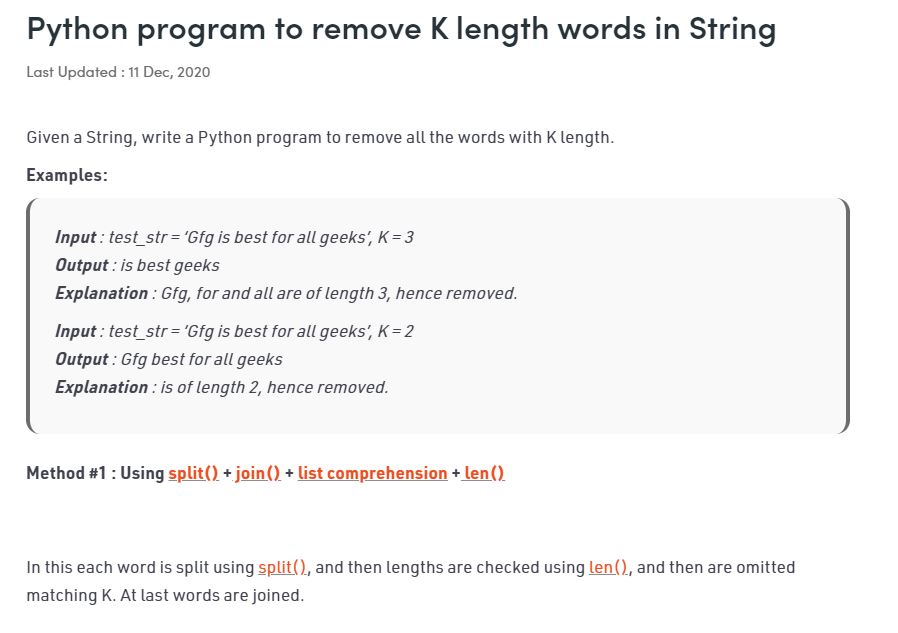 Python program to remove K length words in String
Last Updated : 11 Dec, 2020
Given a String, write a Python program to remove all the words with K length.
Examples:
Input : test_str = ‘Gfg is best for all geeks’, K = 3
Output : is best geeks
Explanation : Gfg, for and all are of length 3, hence removed.
Input : test_str = ‘Gfg is best for all geeks’, K = 2
Output : Gfg best for all geeks
Explanation : is of length 2, hence removed.
Method #1 : Using split() + join() + list comprehension + len()
In this each word is split using split(), and then lengths are checked using len(), and then are omitted
matching K. At last words are joined.